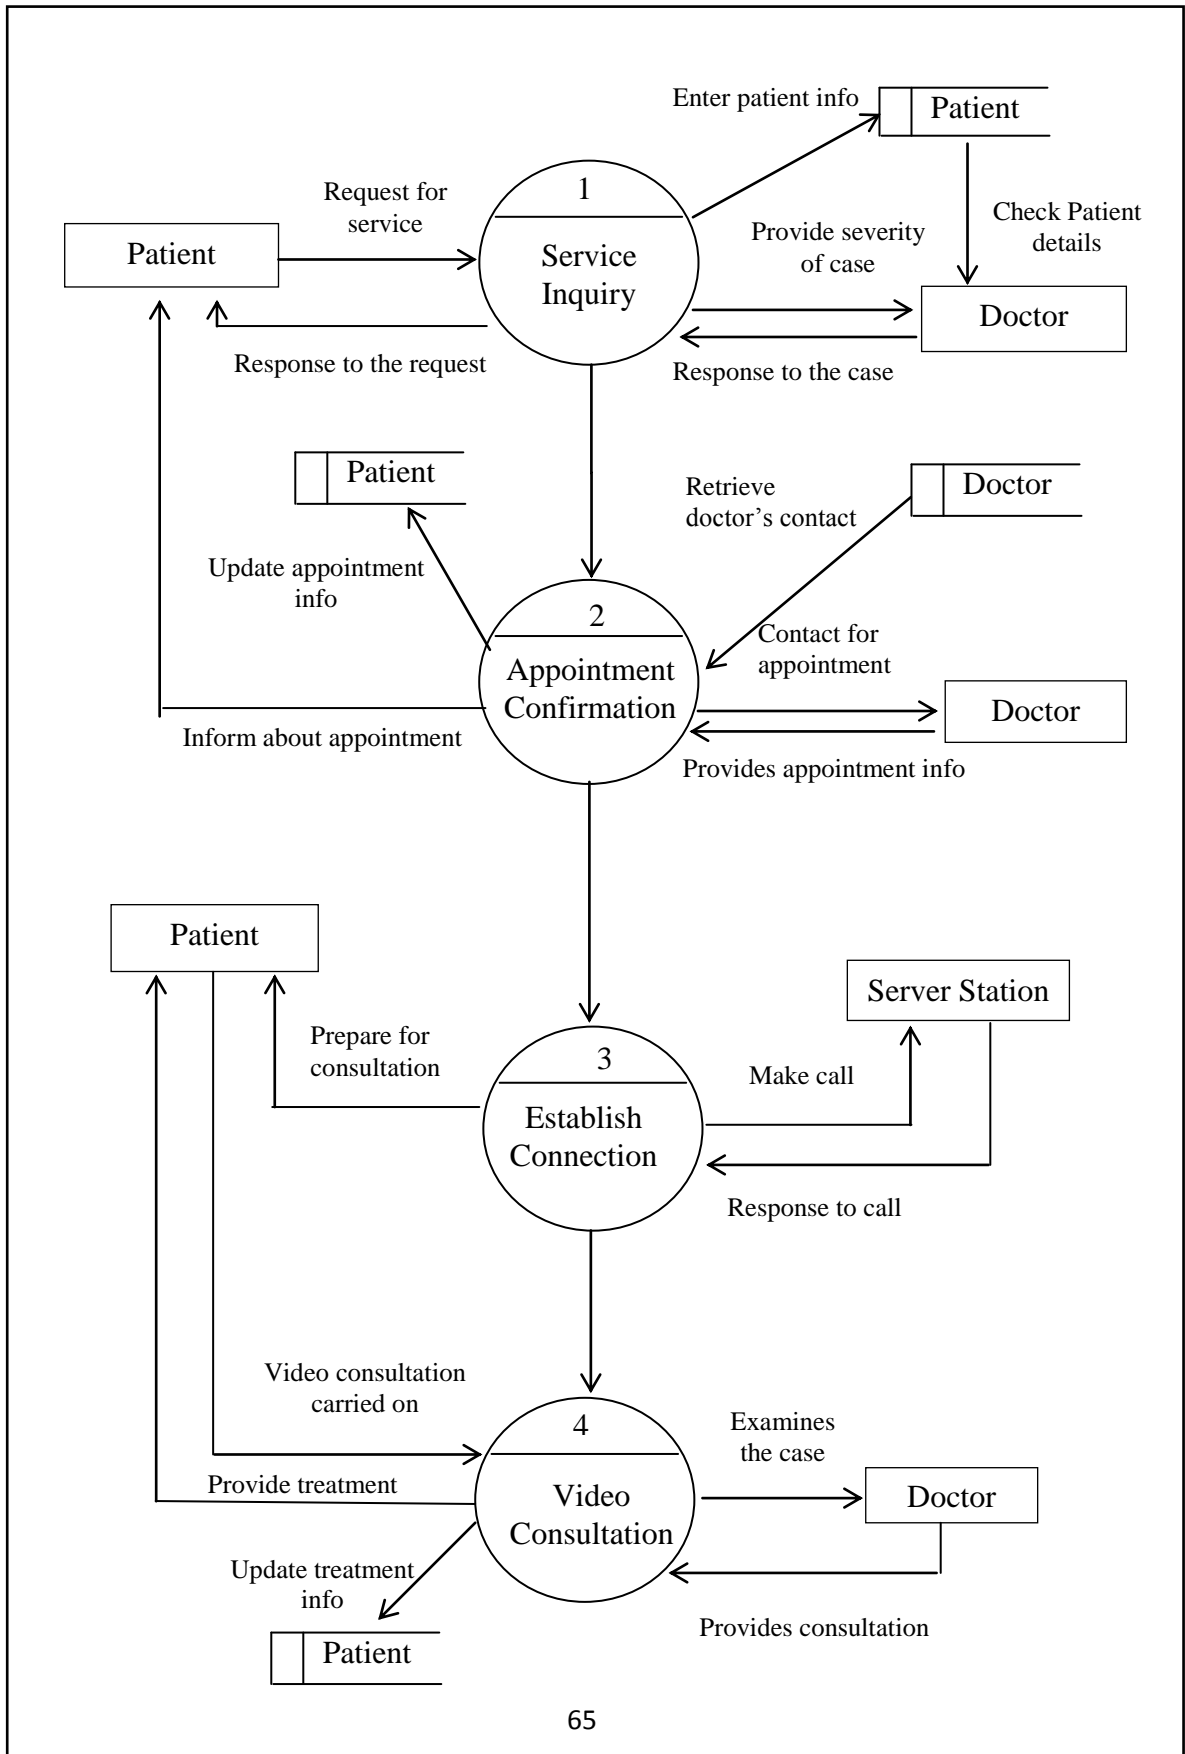 Enter patient info
Patient
1
Request for
service
Patient
Service
Inquiry
Provide severity
of case
Check Patient
details
Doctor
Response to the request
Response to the case
Patient
Retrieve
doctor’s contact
Doctor
Update appointment
info
2
Appointment
Confirmation
Contact for
appointment
Doctor
Inform about appointment
Provides appointment info
Patient
Server Station
Prepare for
consultation
3
Establish
Connection
Make call
Response to call
Video consultation
carried on
4
Video
Consultation
Examines
the case
Doctor
Provide treatment
Update treatment
info
Provides consultation
Patient
65